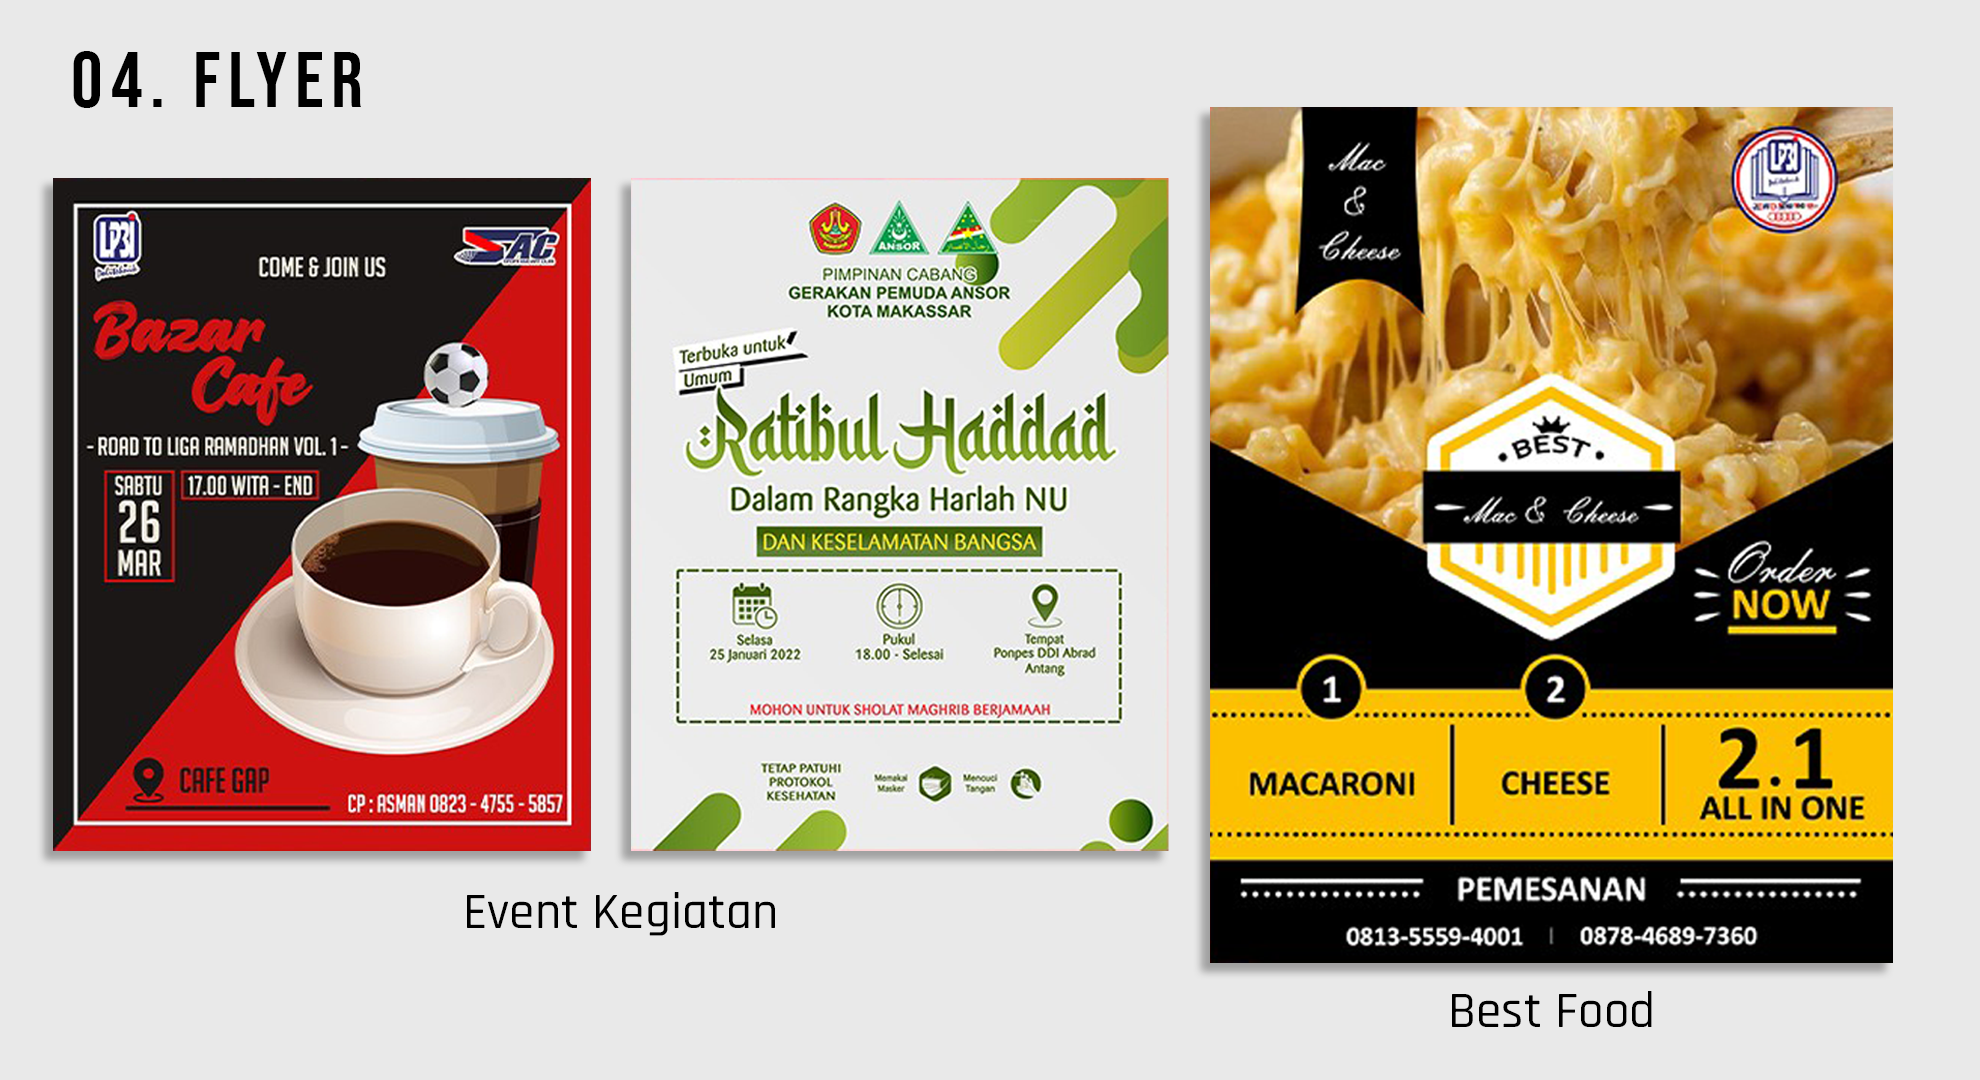 04. FLYER
LP3I
Politeknik
SAC
COME & JOIN US
Bazar
Cafe
- ROAD TO LIGA RAMADHAN VOL. 1 -
SABTU
26
MAR
17.00 WITA - END
CAFE GAP
CP : ASMAN 0823 - 4755 - 5857
ANSOR
PIMPINAN CABANG
GERAKAN PEMUDA ANSOR
KOTA MAKASSAR
Terbuka untuk
Umum
Ratibul Haddad
Dalam Rangka Harlah NU
DAN KESELAMATAN BANGSA
Selasa
25 Januari 2022
Pukul
18.00 - Selesai
Tempat
Ponpes DDI Abrad
Antang
MOHON UNTUK SHOLAT MAGHRIB BERJAMAAH
TETAP PATUHI
PROTOKOL
KESEHATAN
Memakai
Masker
Mencuci
Tangan
Event Kegiatan
Mac
&
Cheese
LP3I
BEST
Mac & Cheese
Order
NOW
1
2
MACARONI
CHEESE
2.1
ALL IN ONE
PEMESANAN
0813-5559-4001 | 0878-4689-7360
Best Food